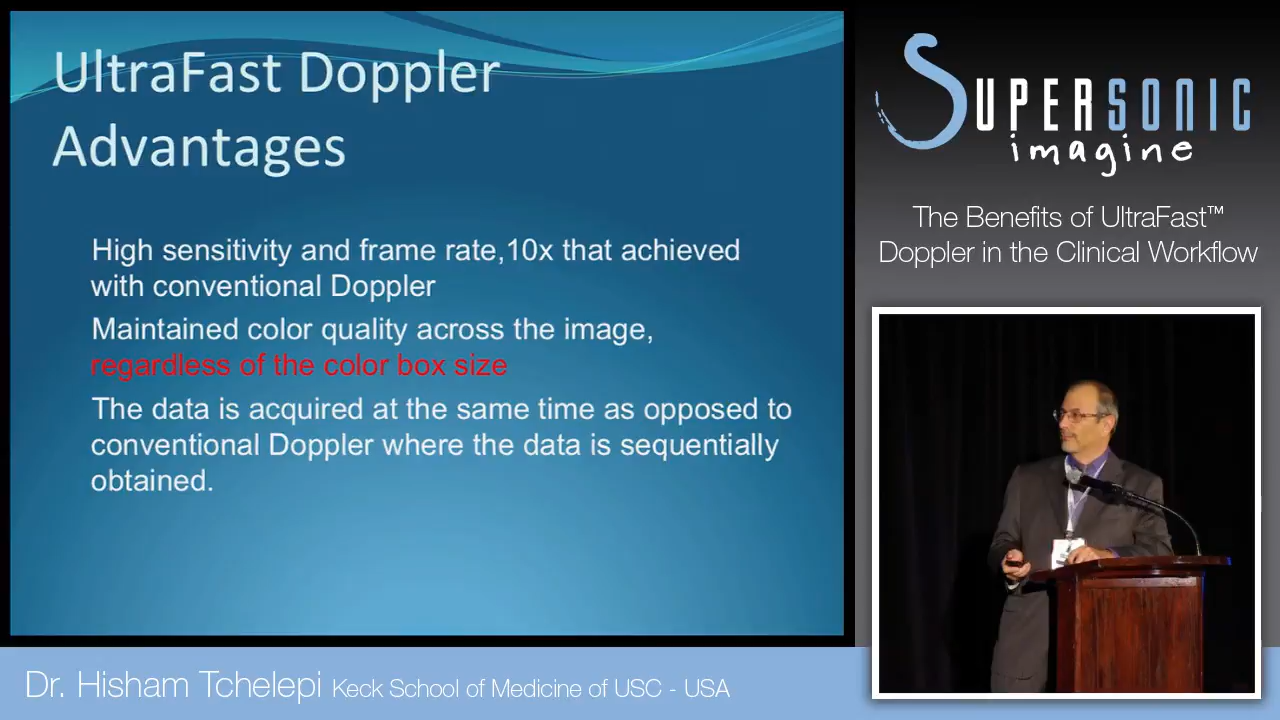 UltraFast Doppler
Advantages
High sensitivity and frame rate,10x that achieved
with conventional Doppler
Maintained color quality across the image,
regardless of the color box size
The data is acquired at the same time as opposed to
conventional Doppler where the data is sequentially
obtained.
SUPERSONIC
imagine
The Benefits of UltraFast™
Doppler in the Clinical Workflow
Dr. Hisham Tchelepi Keck School of Medicine of USC - USA